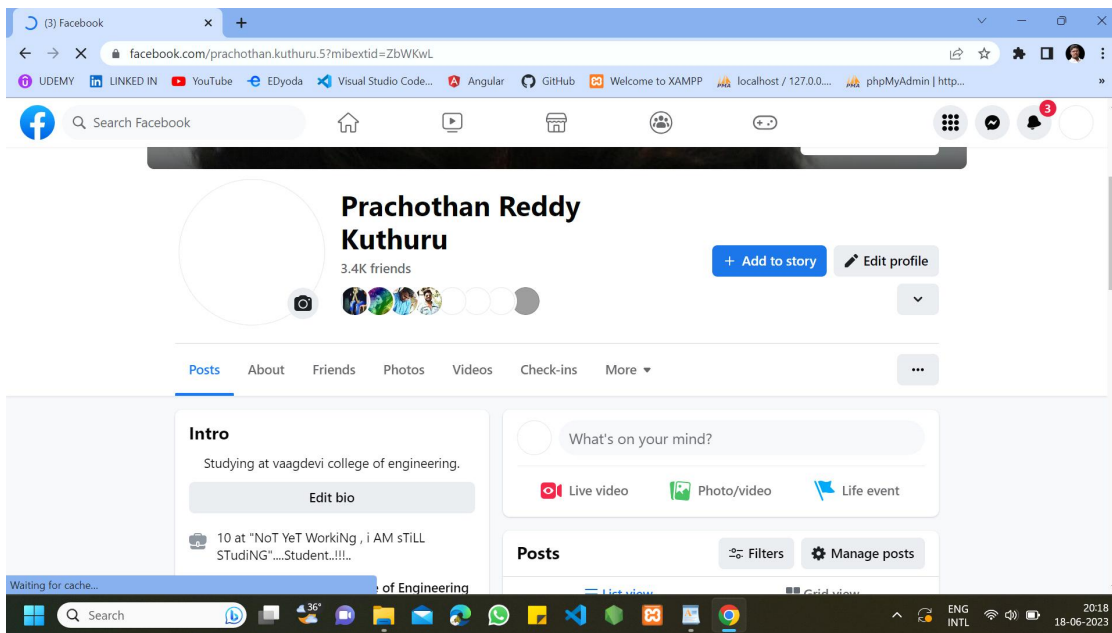 (3) Facebook
facebook.com/prachothan.kuthuru.5?mibextid=ZbWKwL
UDEMY LINKED IN YouTube EDyoda Visual Studio Code... Angular GitHub Welcome to XAMPP localhost / 127.0.0.... phpMyAdmin | http... »
Search Facebook
3
Prachothan Reddy
Kuthuru
3.4K friends
+ Add to story
Edit profile
Posts About Friends Photos Videos Check-ins More
Intro
Studying at vaagdevi college of engineering.
Edit bio
10 at "NoT YeT WorkiNg , i AM sTiLL
STudiNG"....Student..!!!..
of Engineering
What's on your mind?
Live video Photo/video Life event
Posts
Filters
Manage posts
List view Grid view
Waiting for cache...
Search
36°
ENG
INTL
20:18
18-06-2023